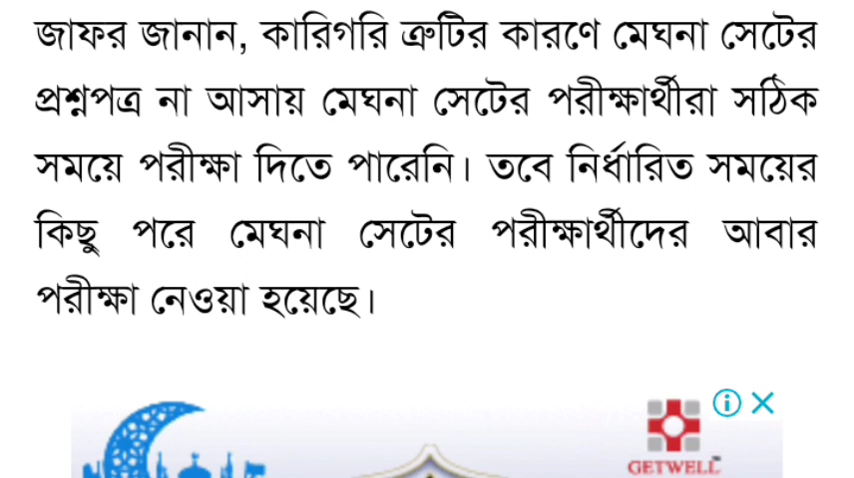 জাফর জানান, কারিগরি ত্রুটির কারণে মেঘনা সেটের
প্রশ্নপত্র না আসায় মেঘনা সেটের পরীক্ষার্থীরা সঠিক
সময়ে পরীক্ষা দিতে পারেনি। তবে নির্ধারিত সময়ের
কিছু পরে মেঘনা সেটের পরীক্ষার্থীদের আবার
পরীক্ষা নেওয়া হয়েছে।
GETWELL